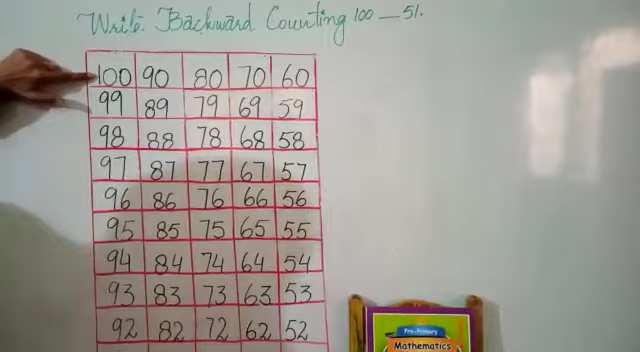 Write Backward Counting 100 — 51.
100 90 80 70 60
99 89 79 69 59
98 88 78 68 58
97 87 77 67 57
96 86 76 66 56
95 85 75 65 55
94 84 74 64 54
93 83 73 63 53
92 82 72 62 52
Pre-Primary
Mathematics